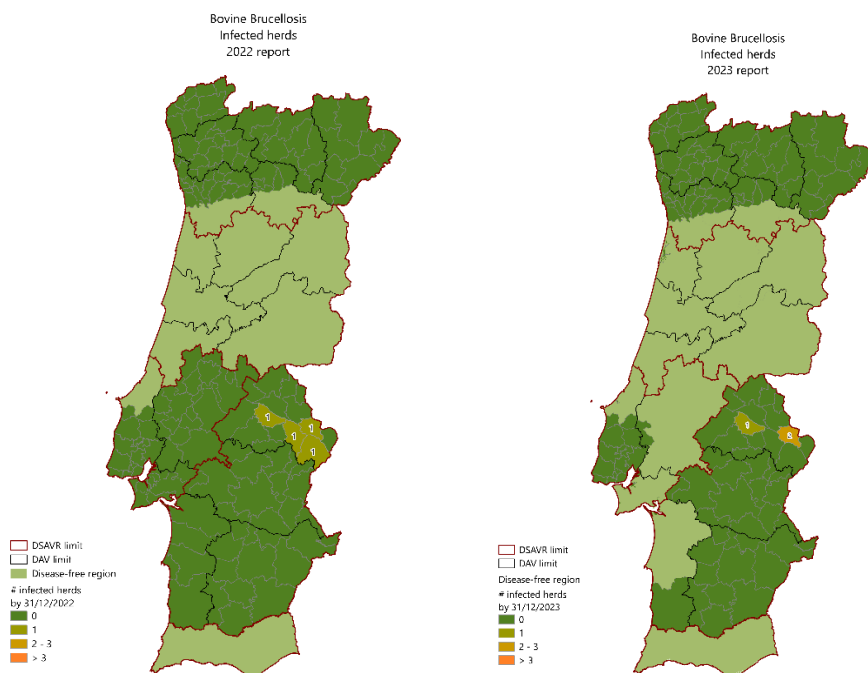 Bovine Brucellosis
Infected herds
2022 report
1
1
1
1
DSAVR limit
DAV limit
Disease-free region
# infected herds
by 31/12/2022
0
1
2 - 3
> 3
Bovine Brucellosis
Infected herds
2023 report
1
2
DSAVR limit
DAV limit
Disease-free region
# infected herds
by 31/12/2023
0
1
2 - 3
> 3